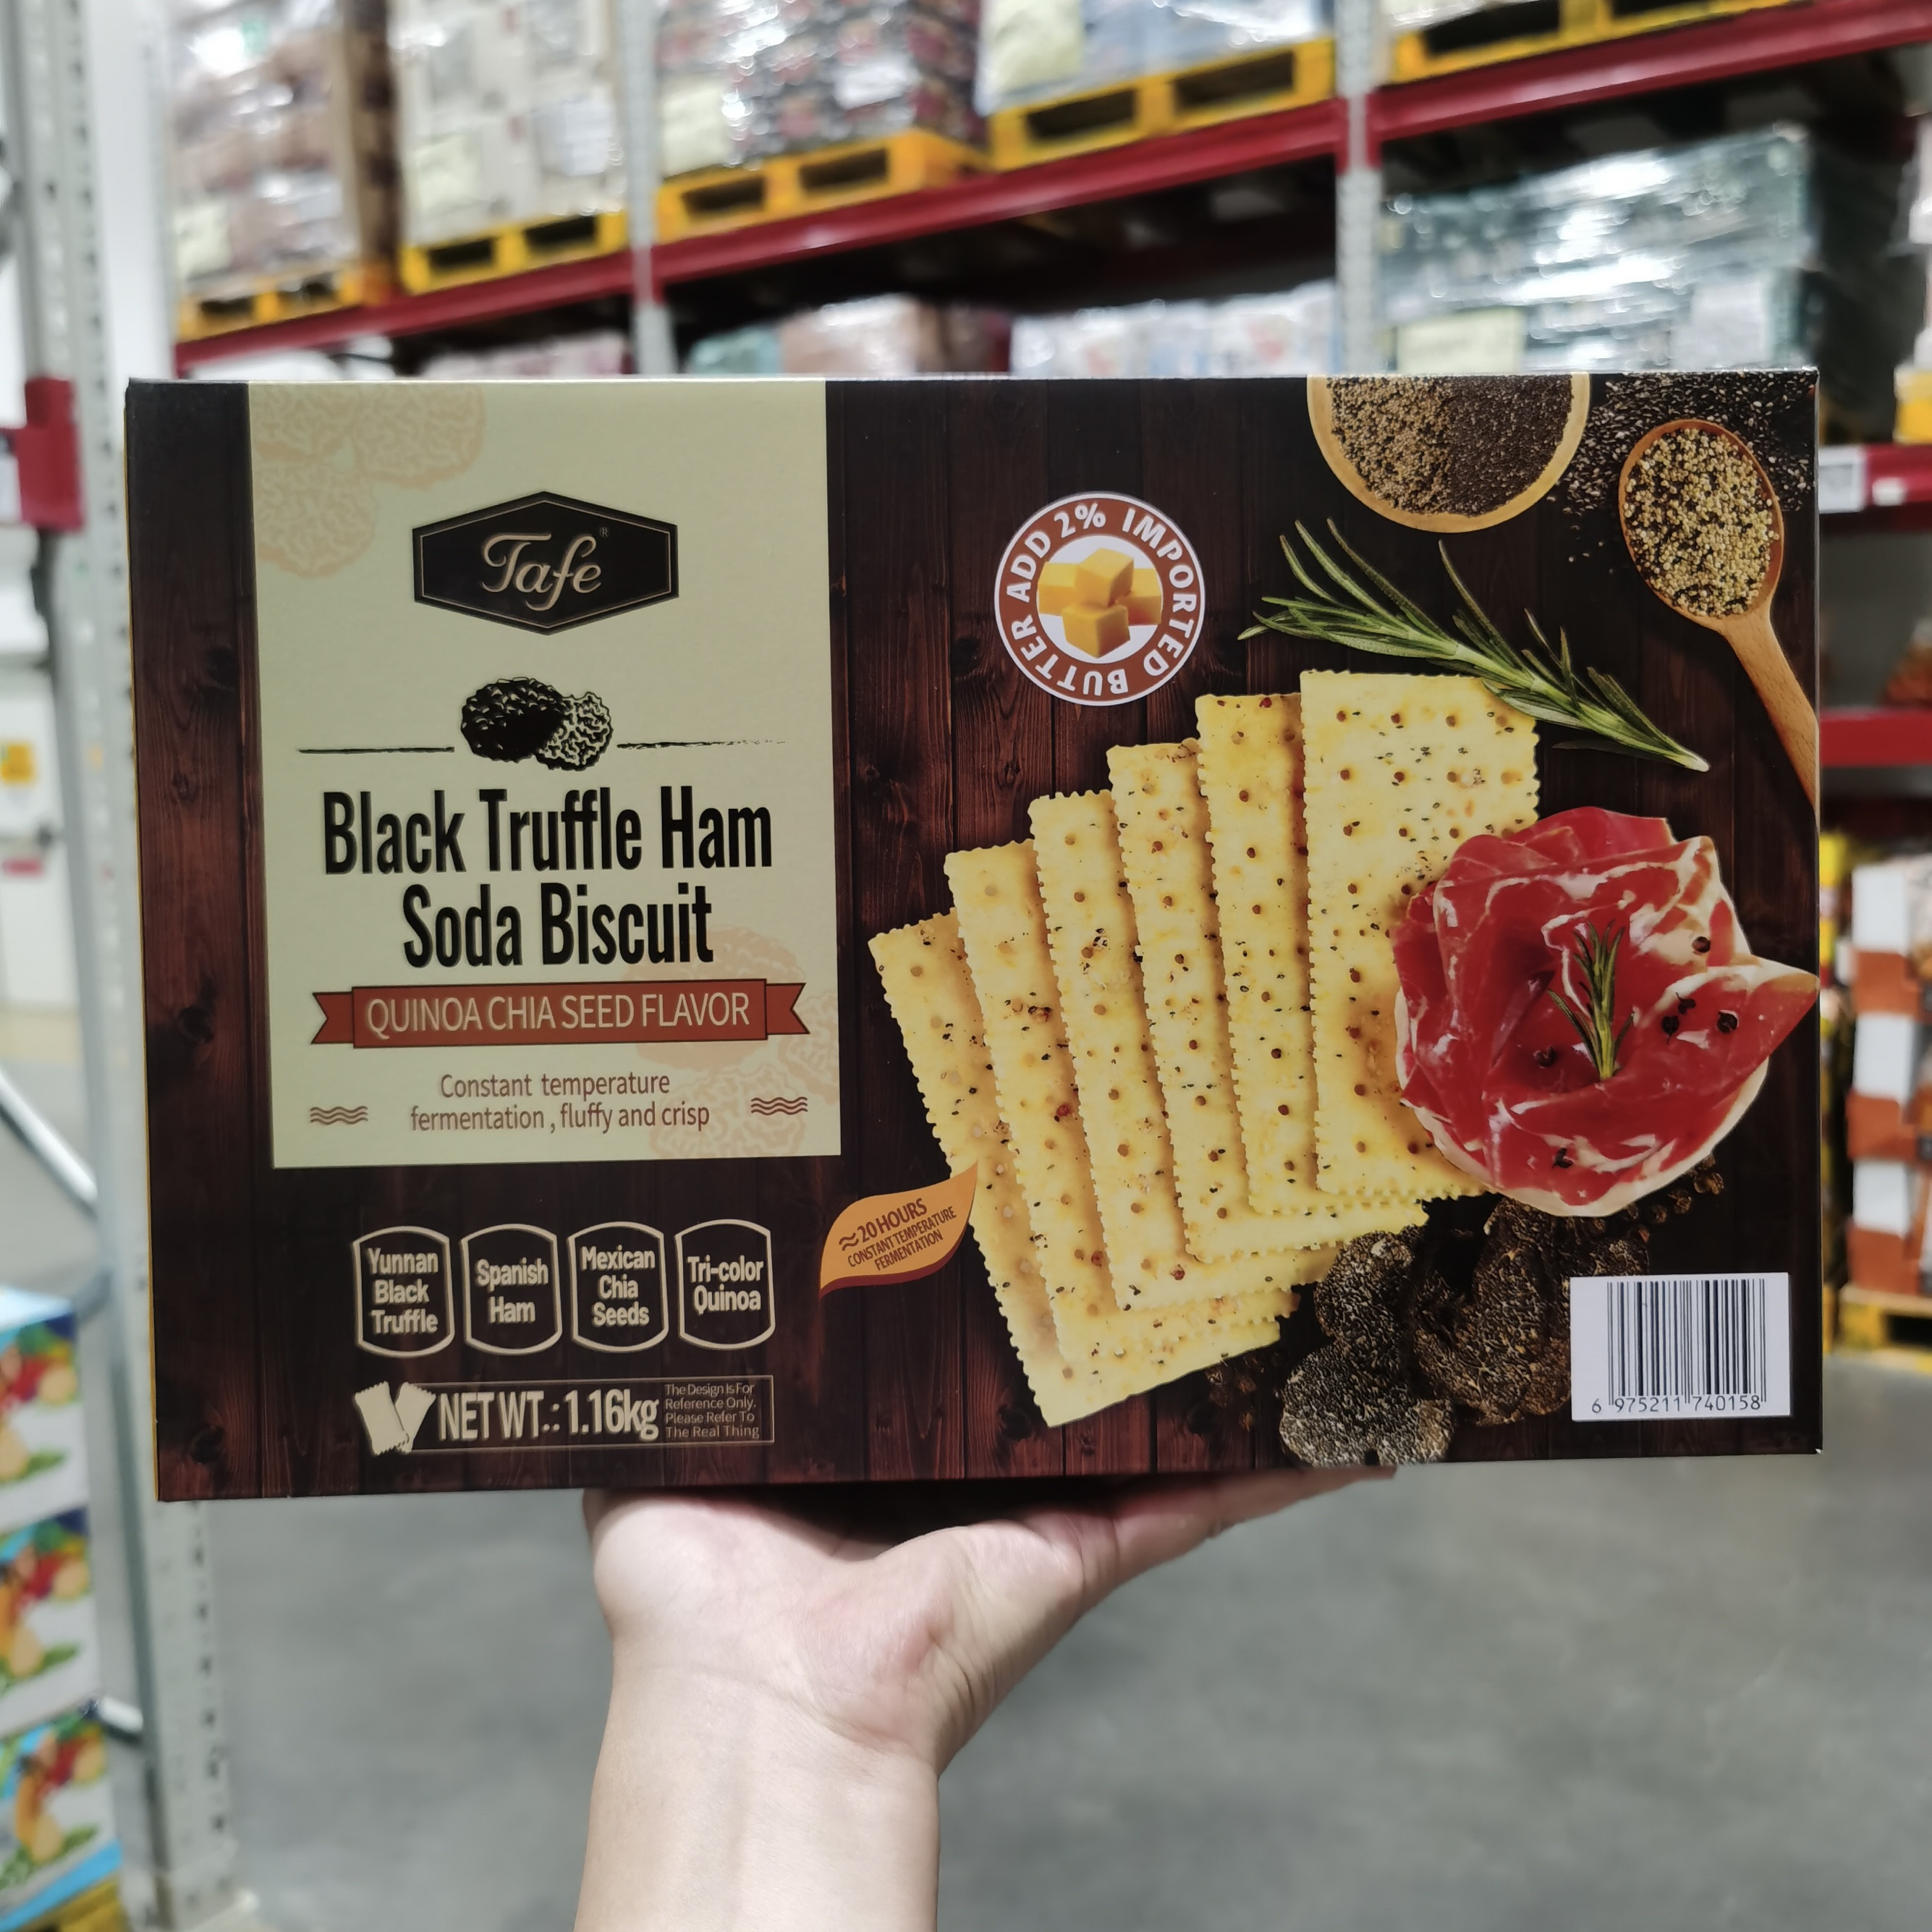 Tafe®
Black Truffle Ham
Soda Biscuit
QUINOA CHIA SEED FLAVOR
Constant temperature
fermentation , fluffy and crisp
Yunnan
Black
Truffle
Spanish
Ham
Mexican
Chia
Seeds
Tri-color
Quinoa
NET WT.: 1.16kg
The Design Is For
Reference Only.
Please Refer To
The Real Thing
ADD 2% IMPORTED BUTTER
≈20 HOURS
CONSTANT TEMPERATURE
FERMENTATION
6 975211 740158